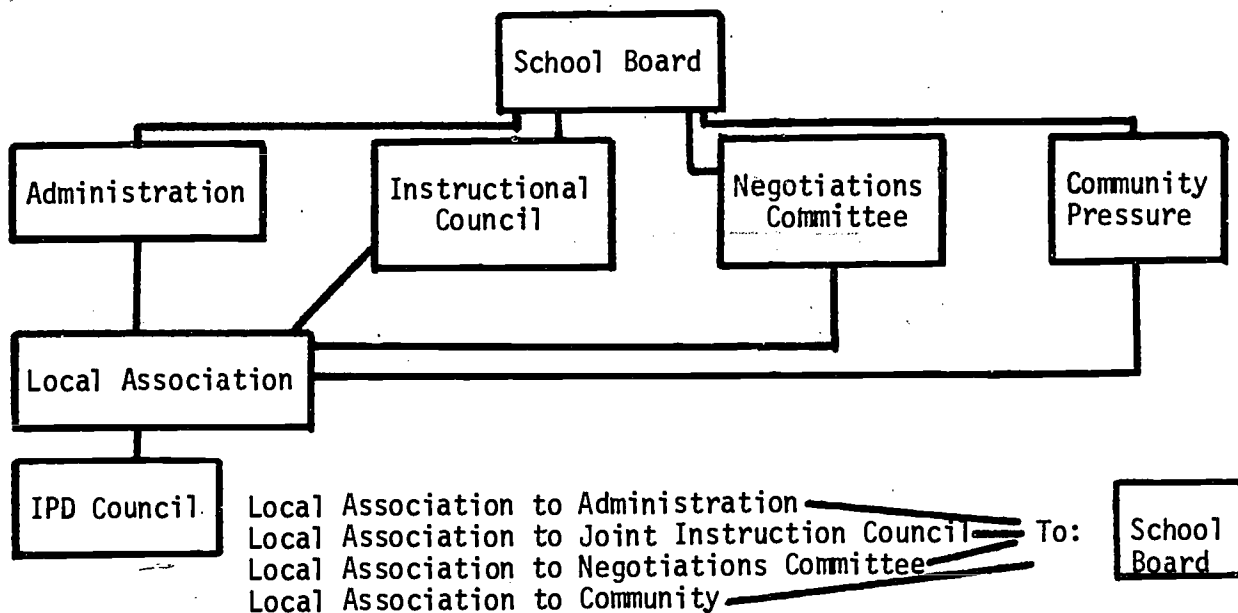 School Board
Administration
Instructional
Council
Negotiations
Committee
Community
Pressure
Local Association
IPD Council
Local Association to Administration
Local Association to Joint Instruction Council
Local Association to Negotiations Committee
Local Association to Community
To:
School
Board